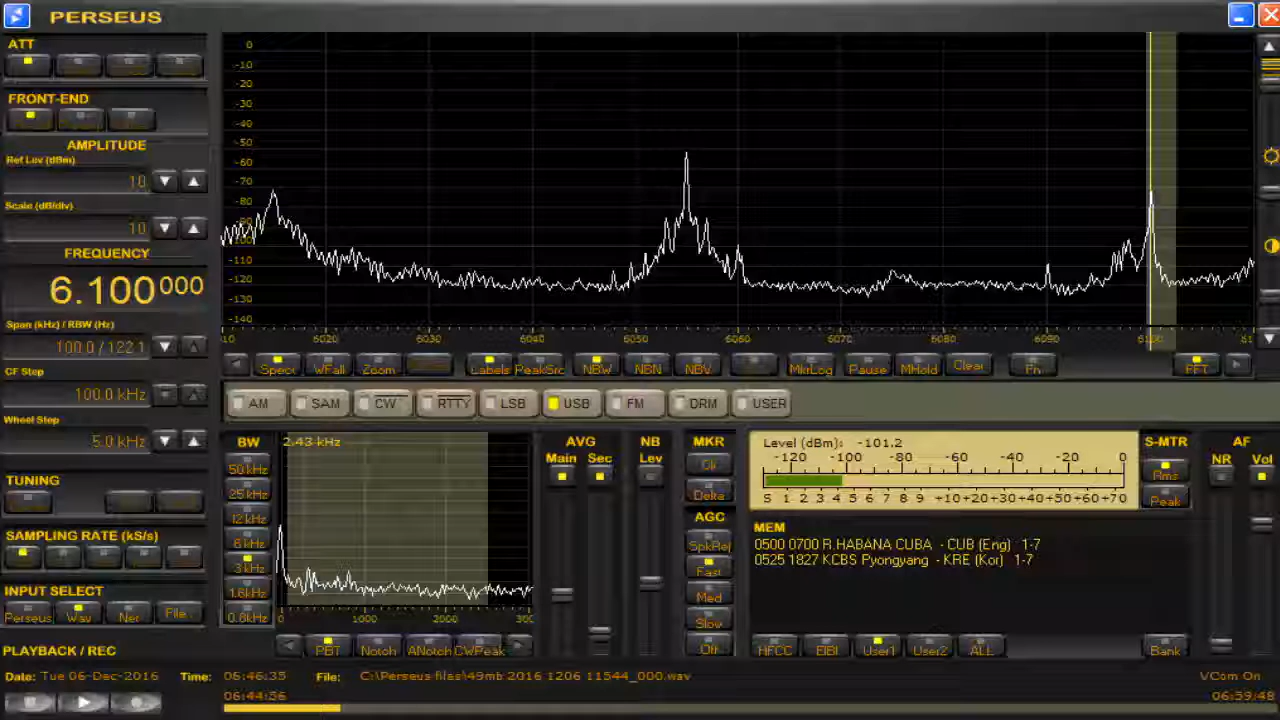 PERSEUS
ATT
FRONT-END
AMPLITUDE
Ref Luv (dBm)
10
Scale (dB/div)
10
FREQUENCY
6.100000
Span (kHz) / RBW (Hz)
100.0 / 122.1
CF Step
100.0 kHz
Wheel Step
5.0 kHz
TUNING
SAMPLING RATE (kS/s)
INPUT SELECT
Perseus Wav Net File
0
-10
-20
-30
-40
-50
-60
-70
-80
-90
-100
-110
-120
-130
-140
10 6020 6030 6040 6050 6060 6070 6080 6090 6100 61
Spect WFall Zoom Labels PeakSrc NBW NBN NBV MkrLog Pause MHold Clear Fn FFT
AM SAM CW RTTY LSB USB FM DRM USER
BW
50 kHz
25 kHz
12 kHz
6 kHz
3 kHz
1.6kHz
0.8kHz
2.43 kHz
0 1000 2000 300
PBT Notch ANotch CWPeak
AVG
Main Sec
NB
Lev
MKR
Clr
Delta
AGC
SpkRej
Fast
Med
Slow
Off
Level (dBm): -101.2
-120 -100 -80 -60 -40 -20 0
S 1 2 3 4 5 6 7 8 9 +10 +20 +30 +40 +50 +60 +70
S-MTR
Rms
Peak
AF
NR Vol
MEM
0500 0700 R.HABANA CUBA - CUB (Eng) 1-7
0525 1827 KCBS Pyongyang - KRE (Kor) 1-7
HFCC EIBI User1 User2 ALL Bank
PLAYBACK / REC
Date: Tue 06-Dec-2016 Time: 06:46:35 File: C:\Perseus files\49mb 2016 1206 11544_000.wav VCom On
06:44:56 06:59:48